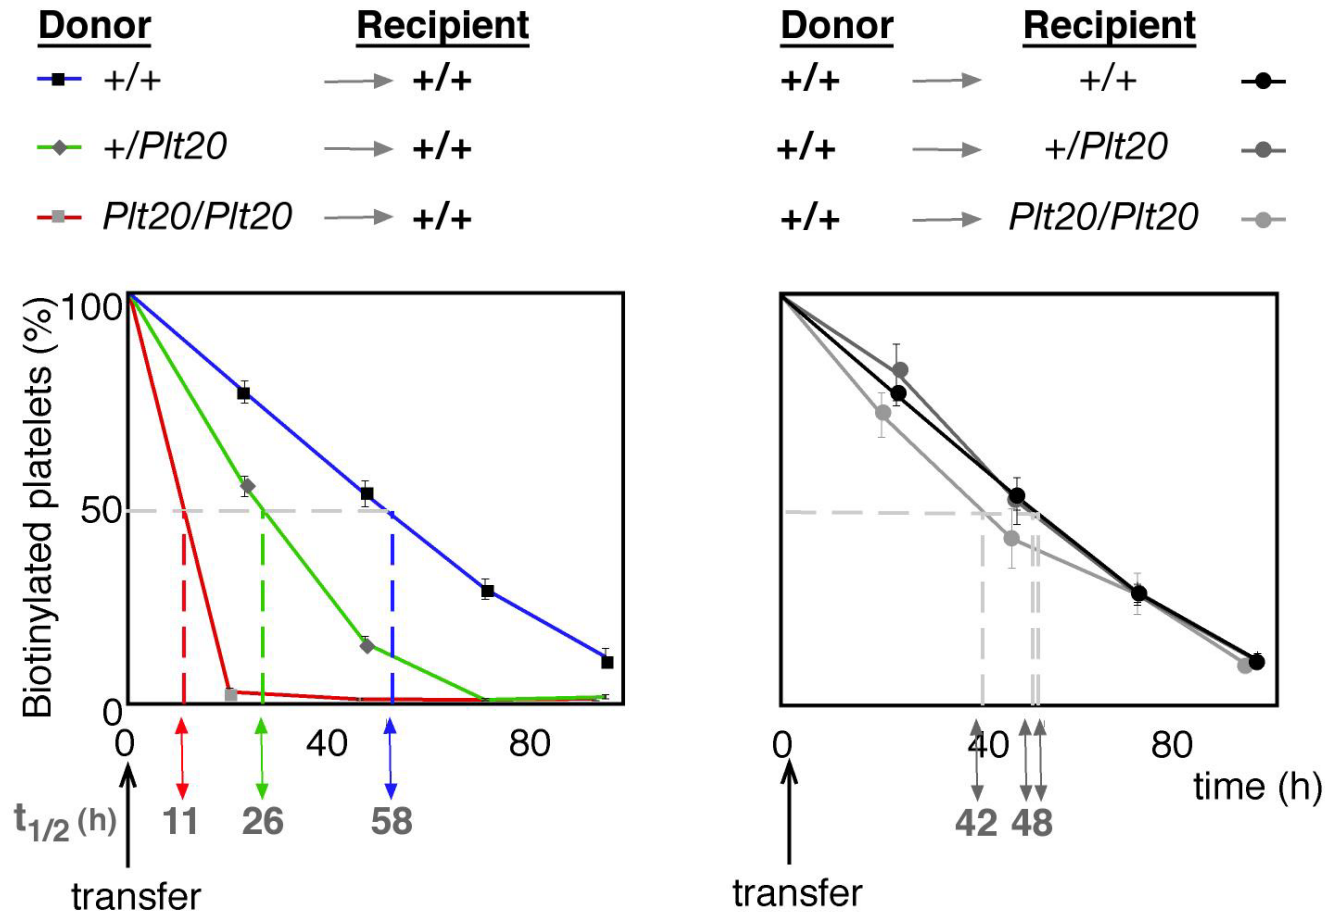 Donor Recipient
+/+ +/+
+/Plt20 +/+
Plt20/Plt20 +/+
Donor Recipient
+/+ +/+
+/+ +/Plt20
+/+ Plt20/Plt20
Biotinylated platelets (%)
100
50
0
0 40 80
t1/2 (h) 11 26 58
transfer
0 40 80
time (h)
42 48
transfer